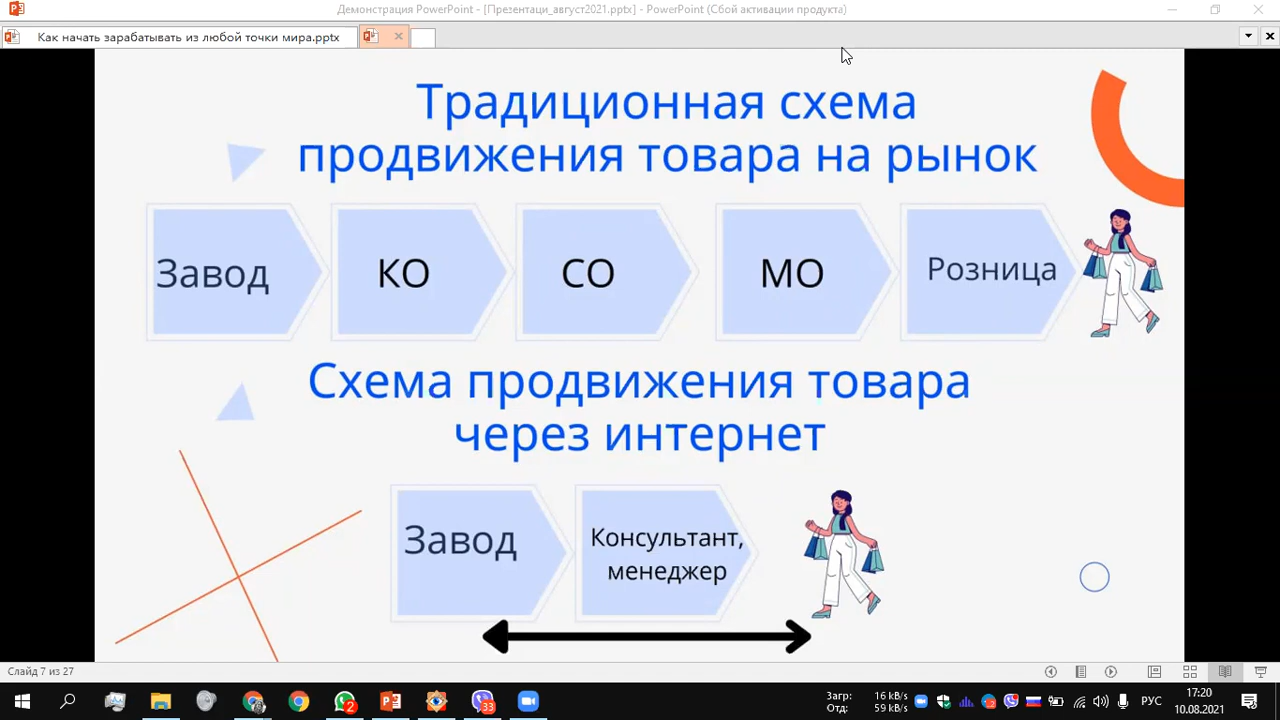 Демонстрация PowerPoint - [Презентаци_август2021.pptx] - PowerPoint (Сбой активации продукта)
Как начать зарабатывать из любой точки мира.pptx
Традиционная схема
продвижения товара на рынок
Завод
КО
СО
МО
Розница
Схема продвижения товара
через интернет
Завод
Консультант,
менеджер
Слайд 7 из 27
2
33
Загр: 16 kB/s
Отд: 59 kB/s
РУС
17:20
10.08.2021